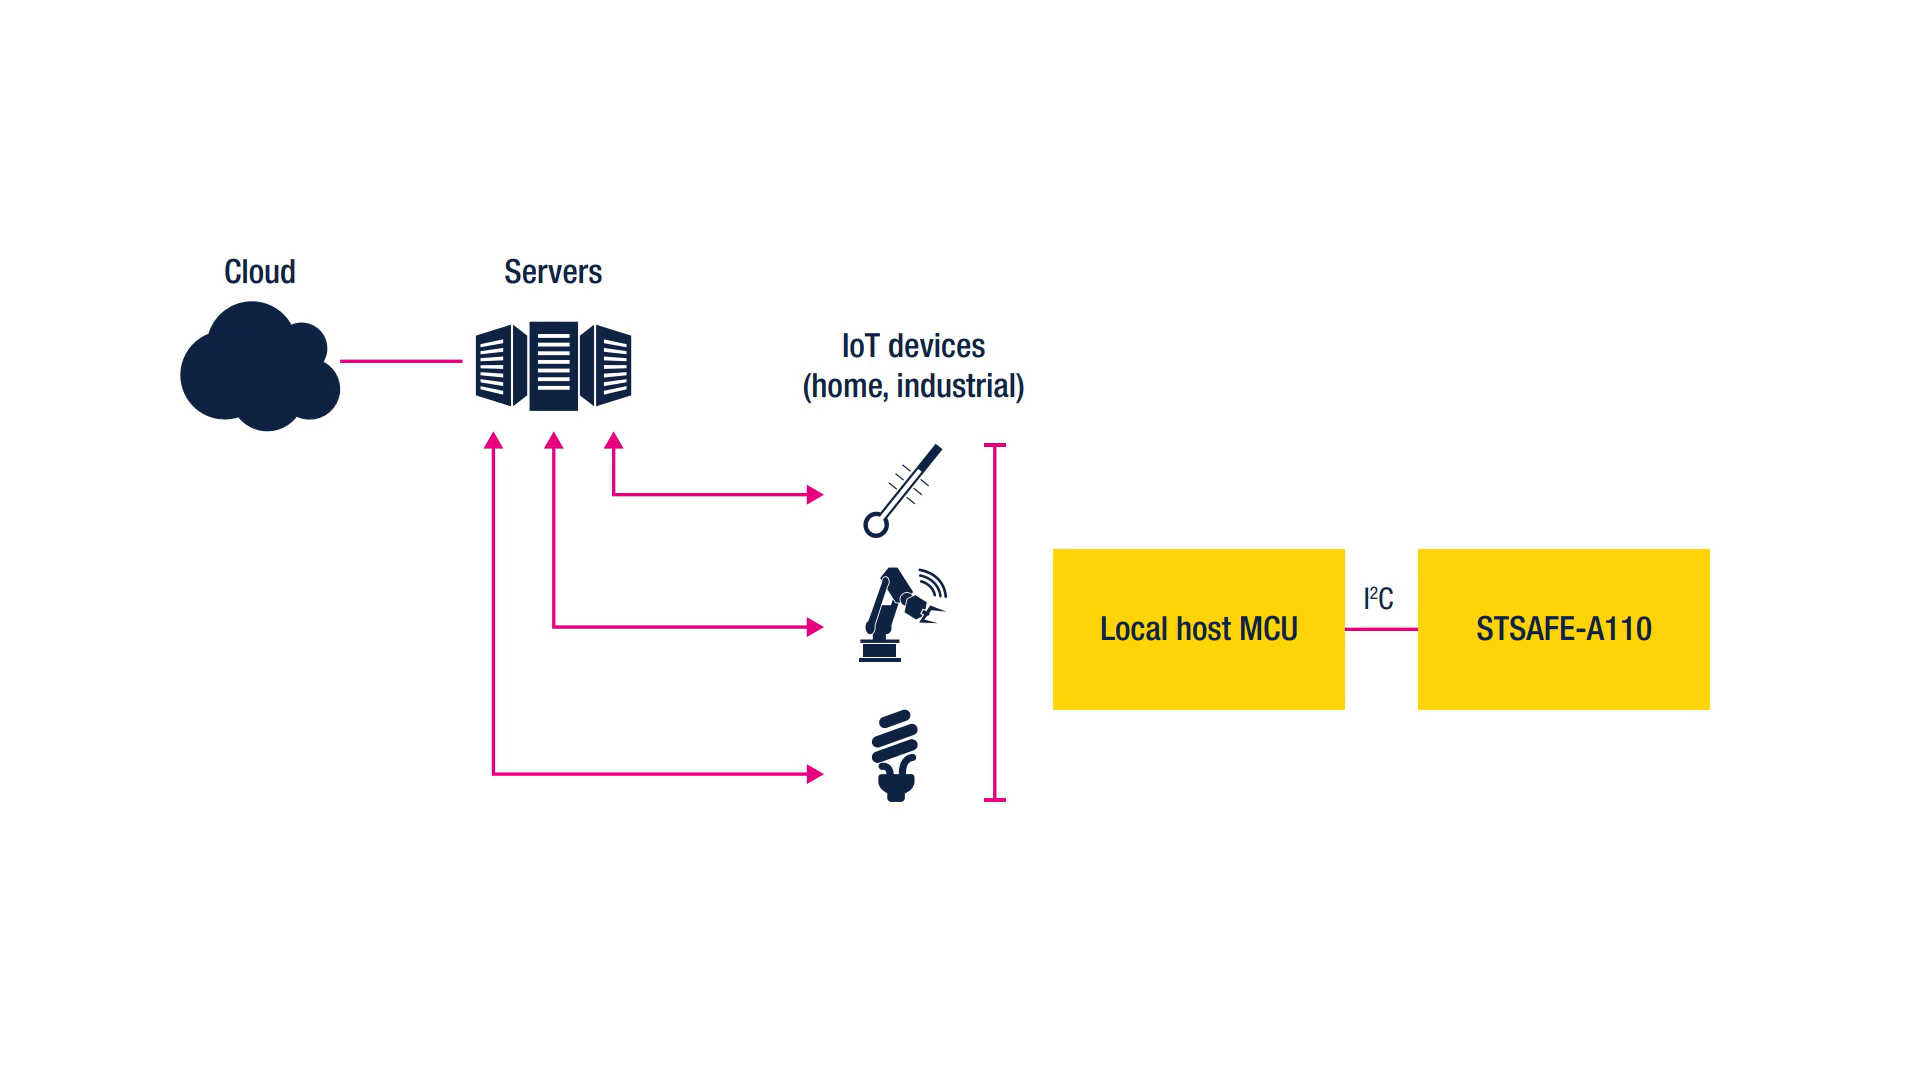 Cloud
Servers
IoT devices
(home, industrial)
Local host MCU
I²C
STSAFE-A110